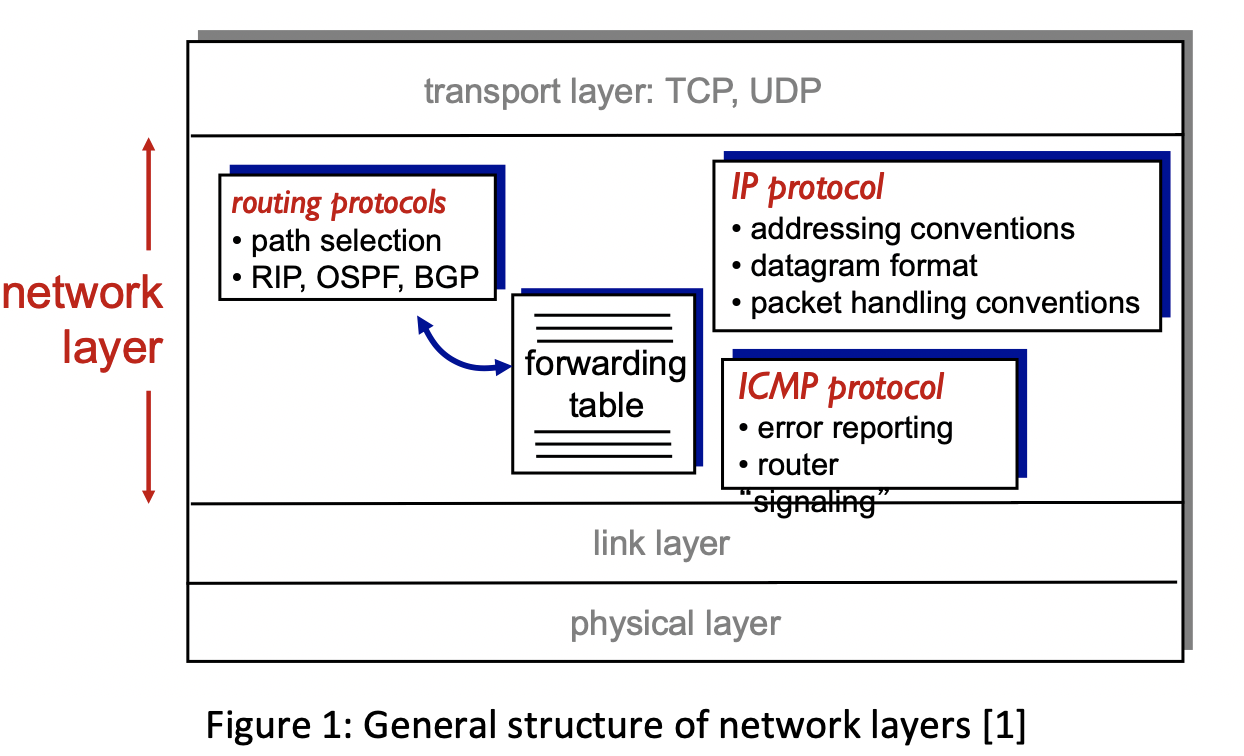 transport layer: TCP, UDP
network
layer
routing protocols
• path selection
• RIP, OSPF, BGP
forwarding
table
IP protocol
• addressing conventions
• datagram format
• packet handling conventions
ICMP protocol
• error reporting
• router
“signaling”
link layer
physical layer
Figure 1: General structure of network layers [1]